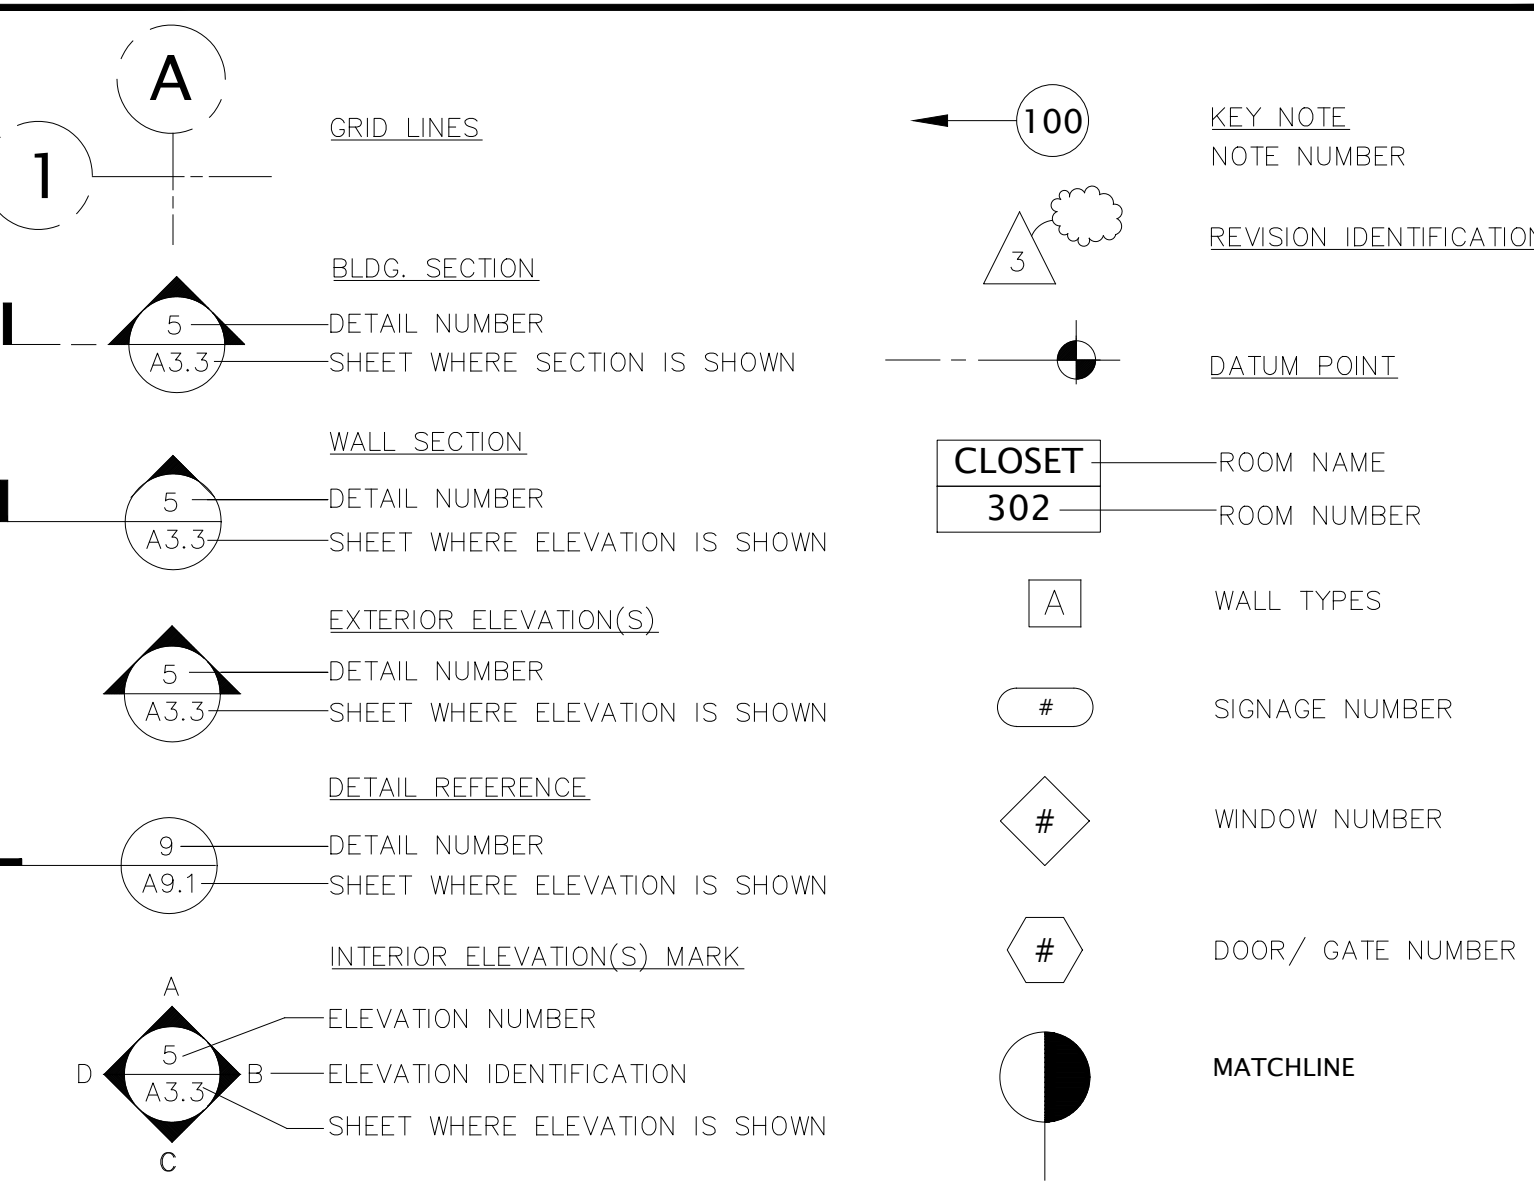 A
1
GRID LINES
BLDG. SECTION
5
DETAIL NUMBER
A3.3
SHEET WHERE SECTION IS SHOWN
WALL SECTION
5
DETAIL NUMBER
A3.3
SHEET WHERE ELEVATION IS SHOWN
EXTERIOR ELEVATION(S)
5
DETAIL NUMBER
A3.3
SHEET WHERE ELEVATION IS SHOWN
DETAIL REFERENCE
9
DETAIL NUMBER
A9.1
SHEET WHERE ELEVATION IS SHOWN
INTERIOR ELEVATION(S) MARK
A
ELEVATION NUMBER
5
D
B
ELEVATION IDENTIFICATION
A3.3
SHEET WHERE ELEVATION IS SHOWN
C
100
KEY NOTE
NOTE NUMBER
3
REVISION IDENTIFICATION
DATUM POINT
CLOSET
ROOM NAME
302
ROOM NUMBER
A
WALL TYPES
#
SIGNAGE NUMBER
#
WINDOW NUMBER
#
DOOR/ GATE NUMBER
MATCHLINE